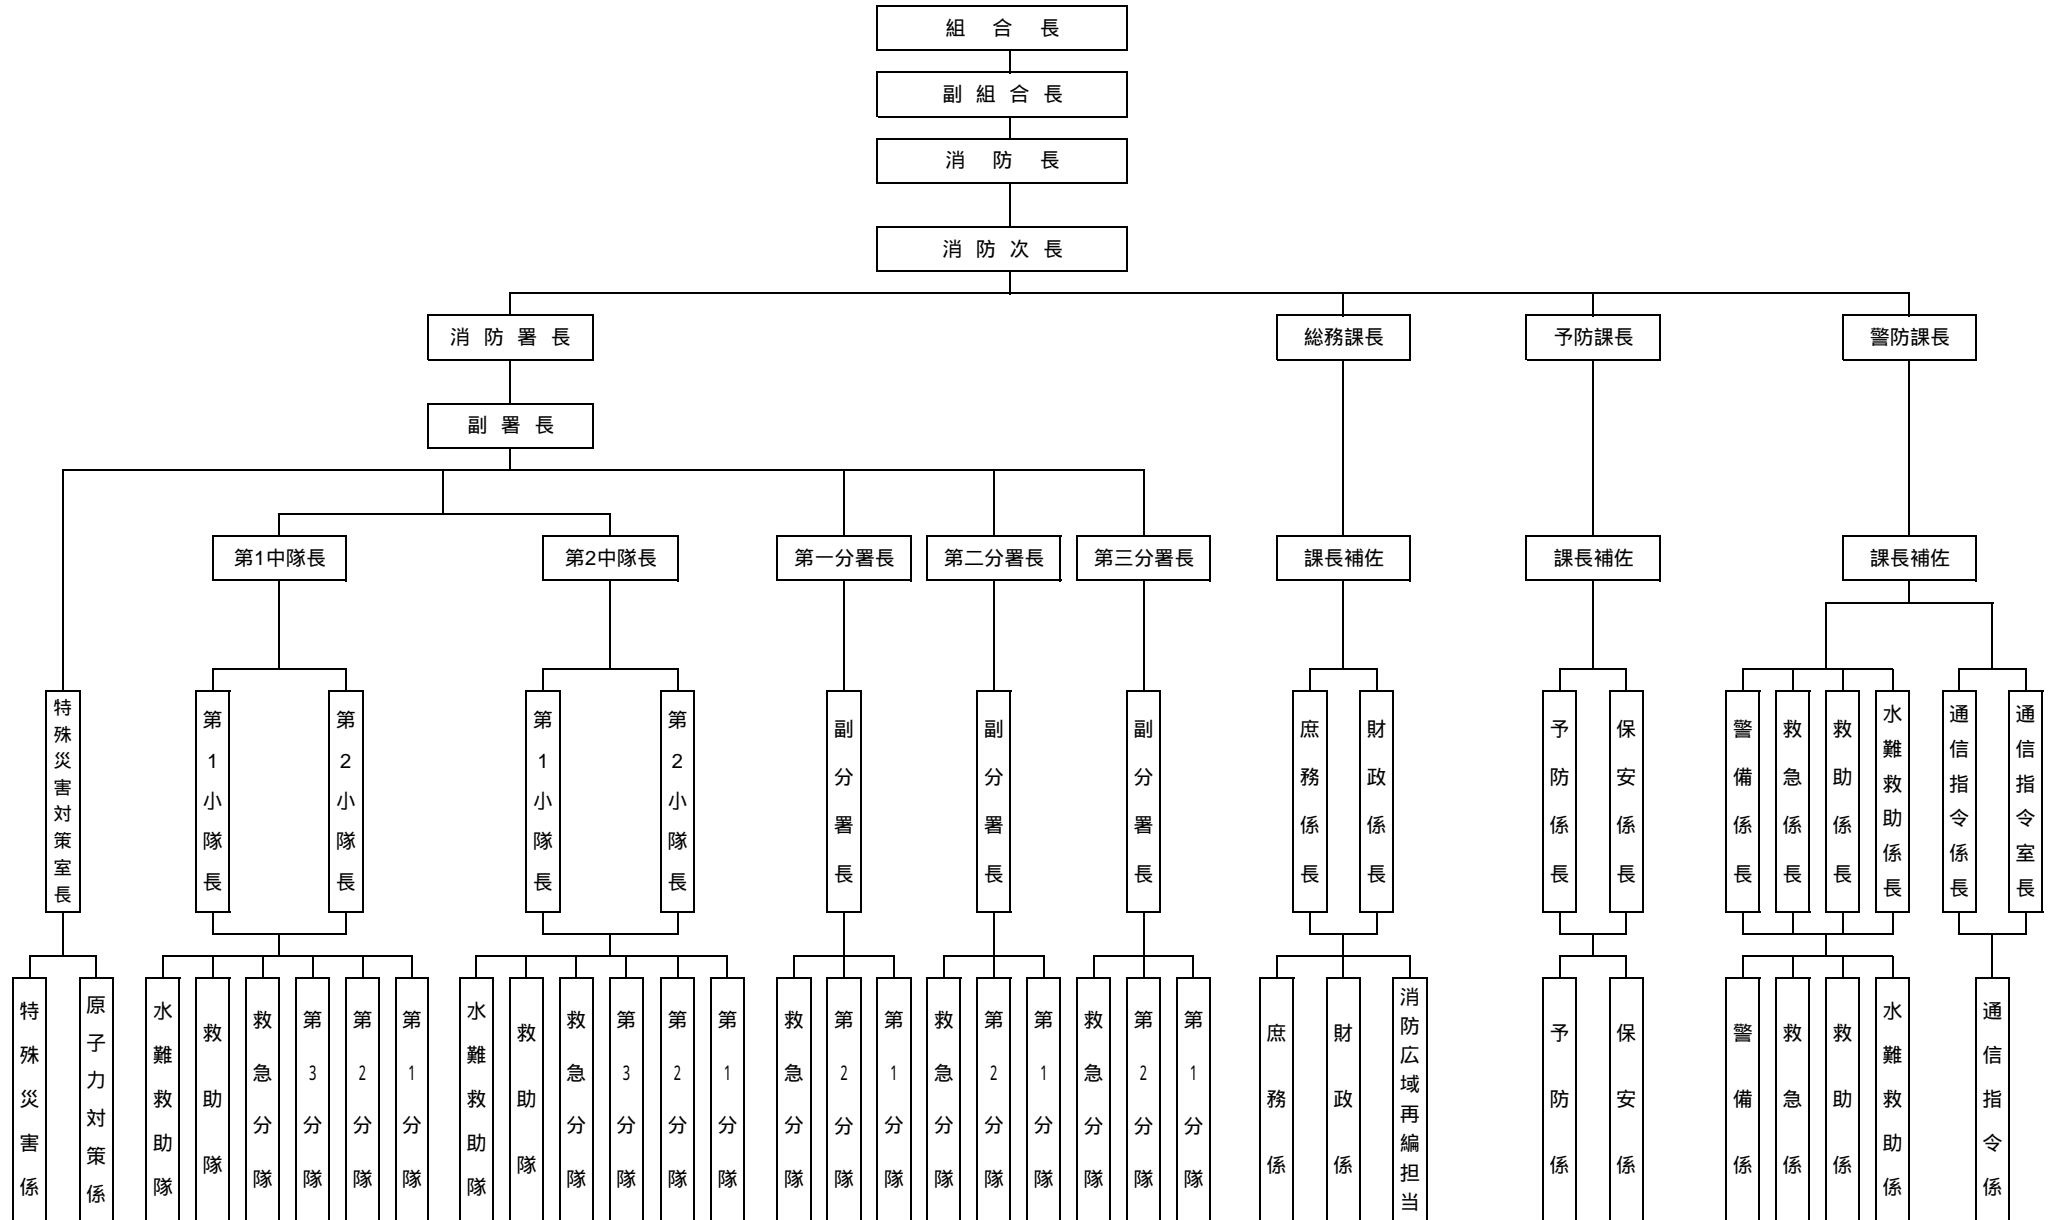 組合長
副組合長
消防長
消防次長
消防署長
総務課長
予防課長
警防課長
副署長
第1中隊長
第2中隊長
第一分署長
第二分署長
第三分署長
課長補佐
課長補佐
課長補佐
特殊災害対策室長
第1小隊長
第2小隊長
第1小隊長
第2小隊長
副分署長
副分署長
副分署長
庶務係長
財政係長
予防係長
保安係長
警備係長
救急係長
救助係長
水難救助係長
通信指令係長
通信指令室長
特殊災害係
原子力対策係
水難救助隊
救助隊
救急分隊
第3分隊
第2分隊
第1分隊
水難救助隊
救助隊
救急分隊
第3分隊
第2分隊
第1分隊
救急分隊
第2分隊
第1分隊
救急分隊
第2分隊
第1分隊
救急分隊
第2分隊
第1分隊
庶務係
財政係
消防広域再編担当
予防係
保安係
警備係
救急係
救助係
水難救助係
通信指令係